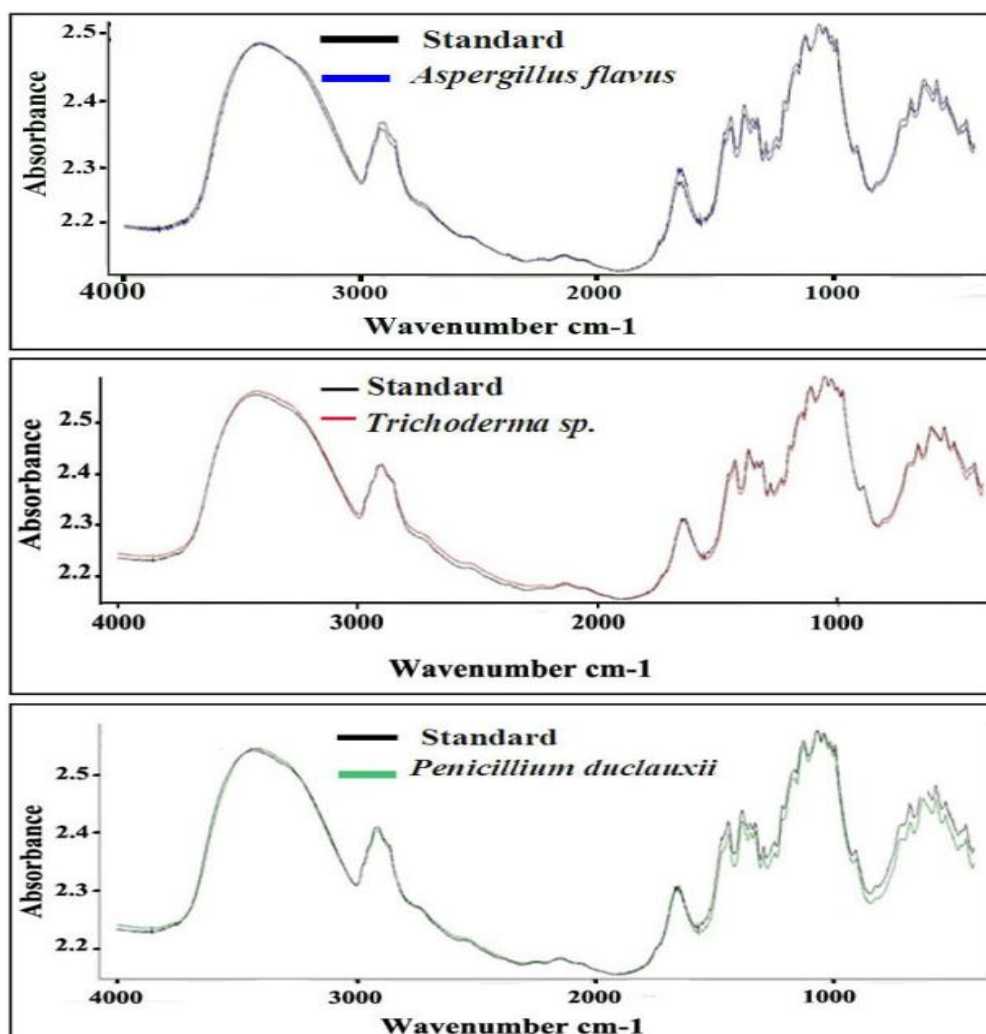 2.5
Standard
Aspergillus flavus
2.4
2.3
2.2
Absorbance
4000 3000 2000 1000
Wavenumber cm-1
Standard
Trichoderma sp.
2.5
2.4
2.3
2.2
Absorbance
4000 3000 2000 1000
Wavenumber cm-1
Standard
Penicillium duclauxii
2.5
2.4
2.3
2.2
Absorbance
4000 3000 2000 1000
Wavenumber cm-1